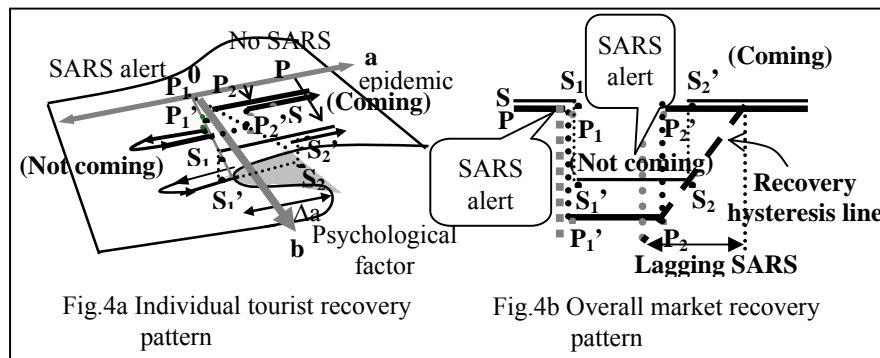 No SARS
SARS alert
0
a
P₁
P₂
P
epidemic
(Coming)
P₁'
P₂'
S
(Not coming)
S₁
S₂'
S₂
S₁'
Δa
b
Psychological
factor
Fig.4a Individual tourist recovery
pattern
SARS
alert
(Coming)
S₁
S₂'
S
P
P₁
P₂'
SARS
alert
(Not coming)
S₁'
S₂
Recovery
hysteresis line
P₁'
P₂
Lagging SARS
Fig.4b Overall market recovery
pattern